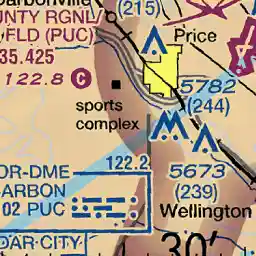 (215)
UNTY RGNL/
FLD (PUC)
Price
35.425
122.8 C
5782
(244)
sports
complex
122.2
OR-DME
5673
ARBON
(239)
02 PUC
Wellington
DAR CITY
30'